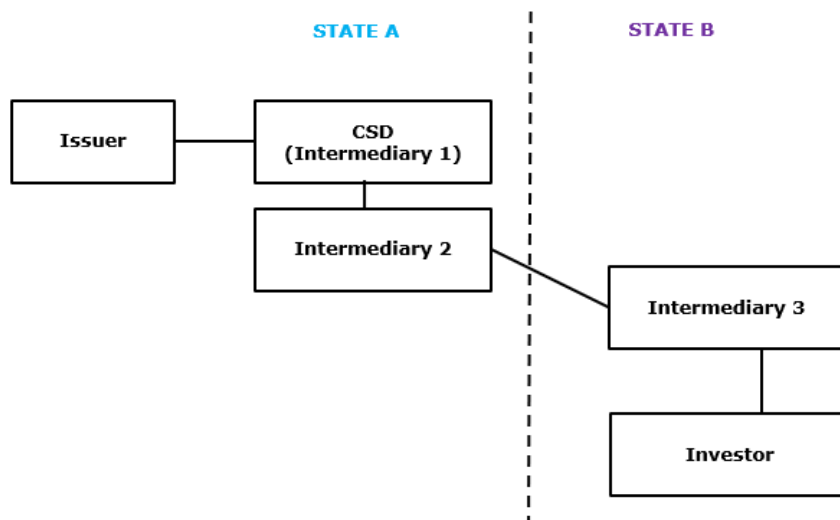 STATE A
STATE B
Issuer
CSD
(Intermediary 1)
Intermediary 2
Intermediary 3
Investor